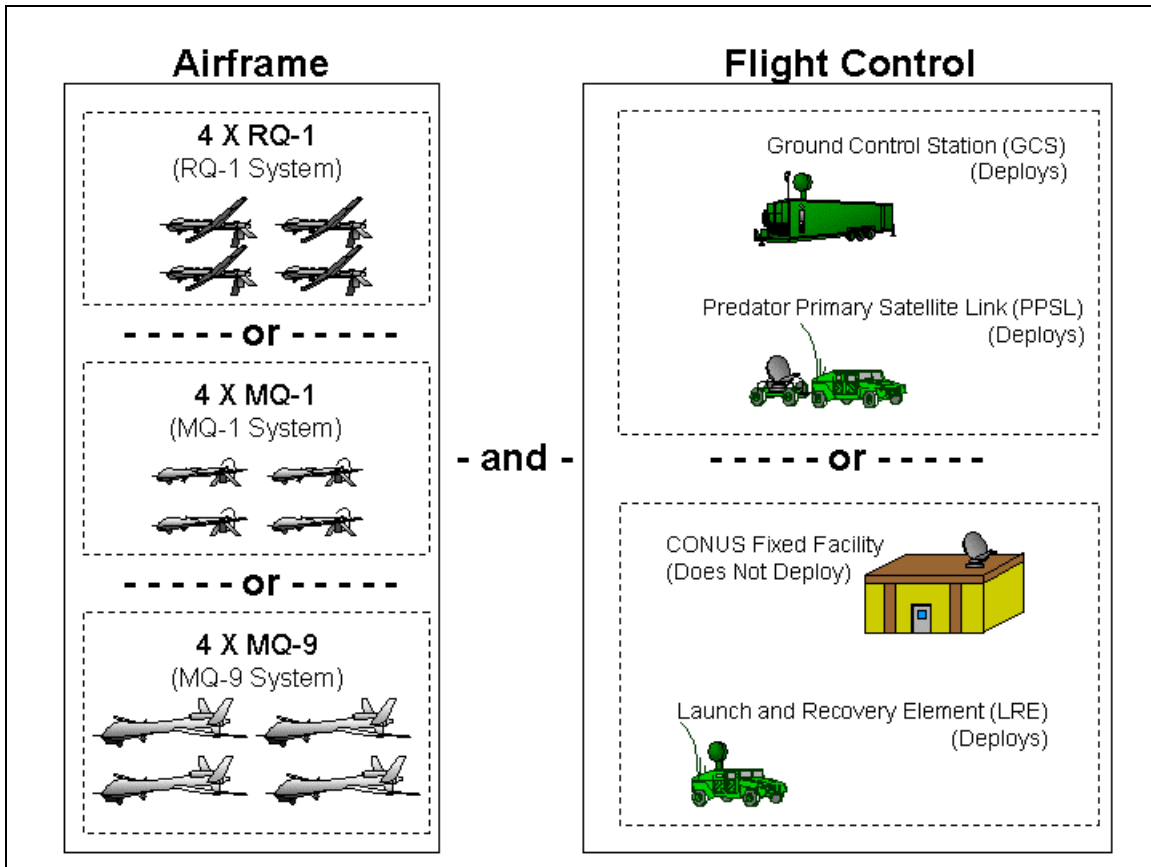 Airframe
4 X RQ-1
(RQ-1 System)
- - - - - or - - - - -
4 X MQ-1
(MQ-1 System)
- - - - - or - - - - -
4 X MQ-9
(MQ-9 System)
- and -
Flight Control
Ground Control Station (GCS)
(Deploys)
Predator Primary Satellite Link (PPSL)
(Deploys)
- - - - - or - - - - -
CONUS Fixed Facility
(Does Not Deploy)
Launch and Recovery Element (LRE)
(Deploys)